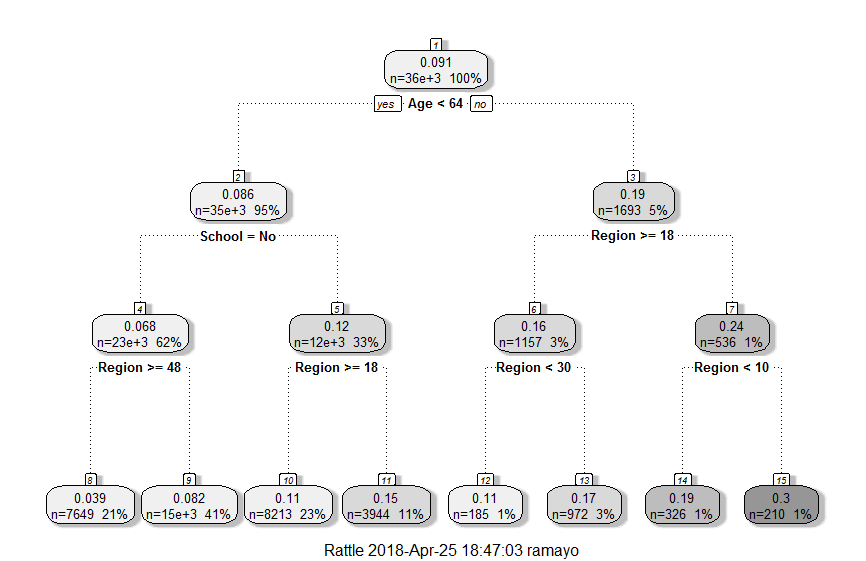 1
0.091
n=36e+3 100%
yes Age < 64 no
2
3
0.086
n=35e+3 95%
0.19
n=1693 5%
School = No
Region >= 18
4
5
6
7
0.068
n=23e+3 62%
0.12
n=12e+3 33%
0.16
n=1157 3%
0.24
n=536 1%
Region >= 48
Region >= 18
Region < 30
Region < 10
8
9
10
11
12
13
14
15
0.039
n=7649 21%
0.082
n=15e+3 41%
0.11
n=8213 23%
0.15
n=3944 11%
0.11
n=185 1%
0.17
n=972 3%
0.19
n=326 1%
0.3
n=210 1%
Rattle 2018-Apr-25 18:47:03 ramayo